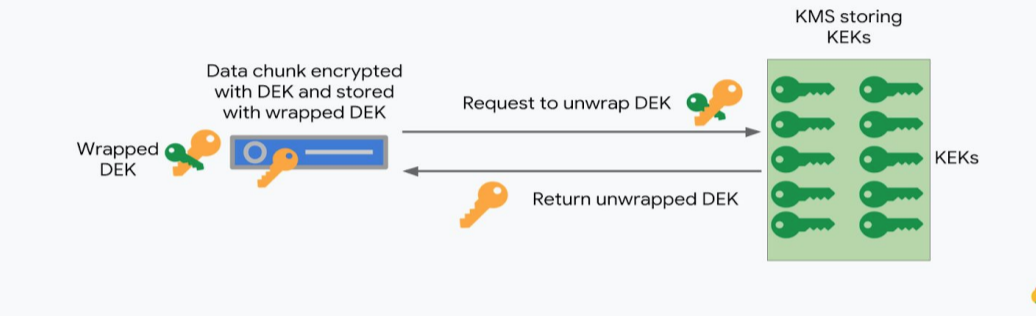 KMS storing
KEKs
Data chunk encrypted
with DEK and stored
with wrapped DEK
Request to unwrap DEK
Wrapped
DEK
KEKs
Return unwrapped DEK